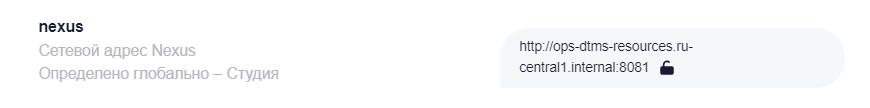 nexus
Сетевой адрес Nexus
Определено глобально – Студия
http://ops-dtms-resources.ru-
central1.internal:8081